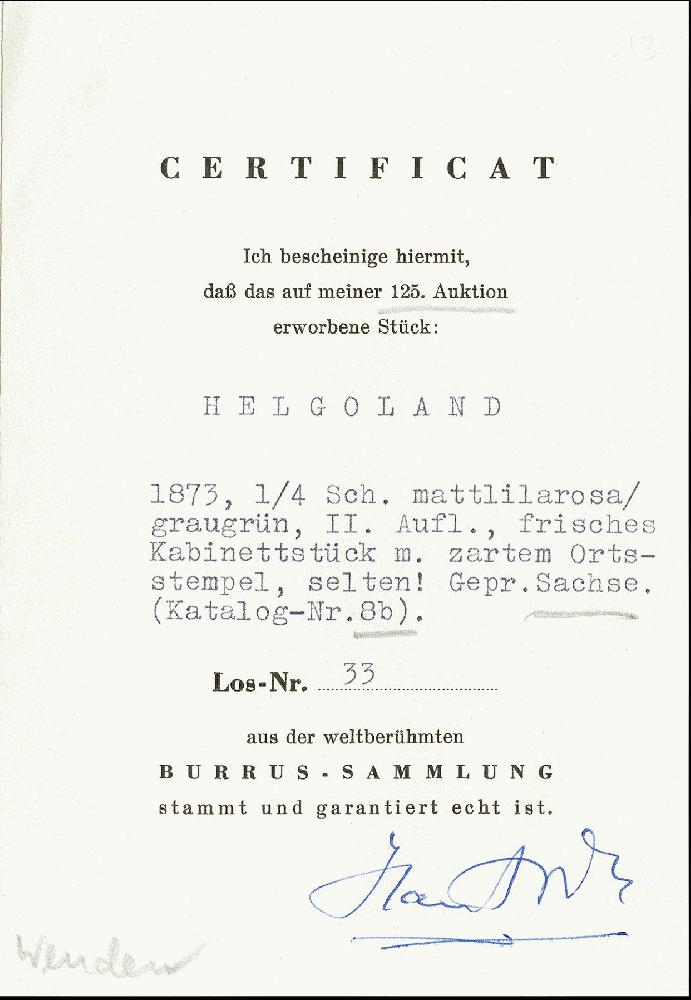 CERTIFICAT
Ich bescheinige hiermit,
daß das auf meiner 125. Auktion
erworbene Stück:
HELGOLAND
1873, 1/4 Sch. mattlilarosa/
graugrün, II. Aufl., frisches
Kabinettstück m. zartem Orts-
stempel, selten! Gepr.Sachse.
(Katalog-Nr.8b).
Los-Nr. 33
aus der weltberühmten
BURRUS-SAMMLUNG
stammt und garantiert echt ist.
Wenden